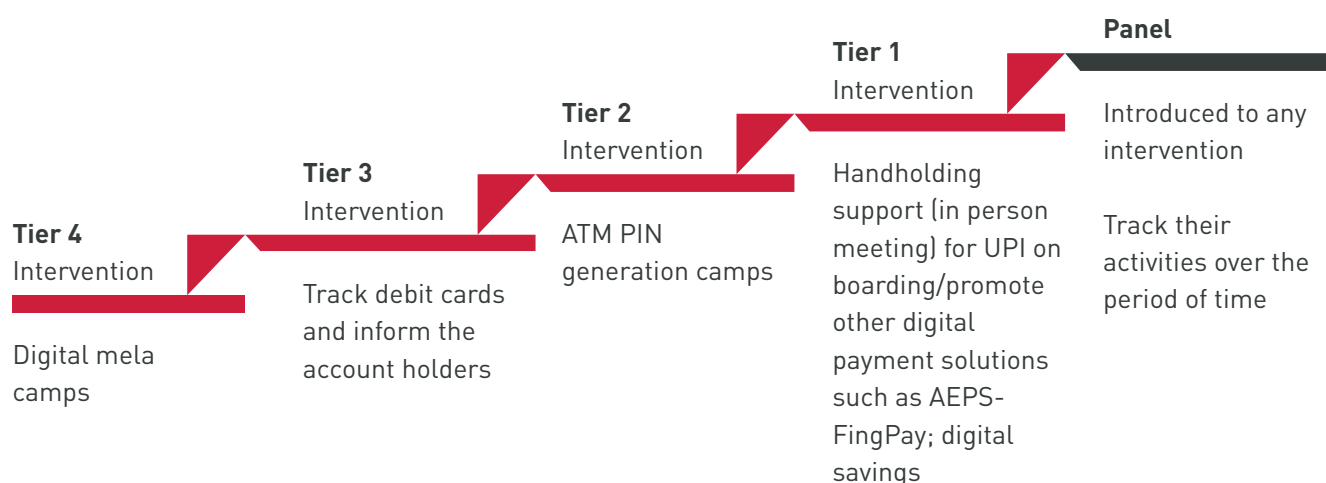 Tier 4
Intervention
Digital mela
camps
Tier 3
Intervention
Track debit cards
and inform the
account holders
Tier 2
Intervention
ATM PIN
generation camps
Tier 1
Intervention
Handholding
support (in person
meeting) for UPI on
boarding/promote
other digital
payment solutions
such as AEPS-
FingPay; digital
savings
Panel
Introduced to any
intervention
Track their
activities over the
period of time